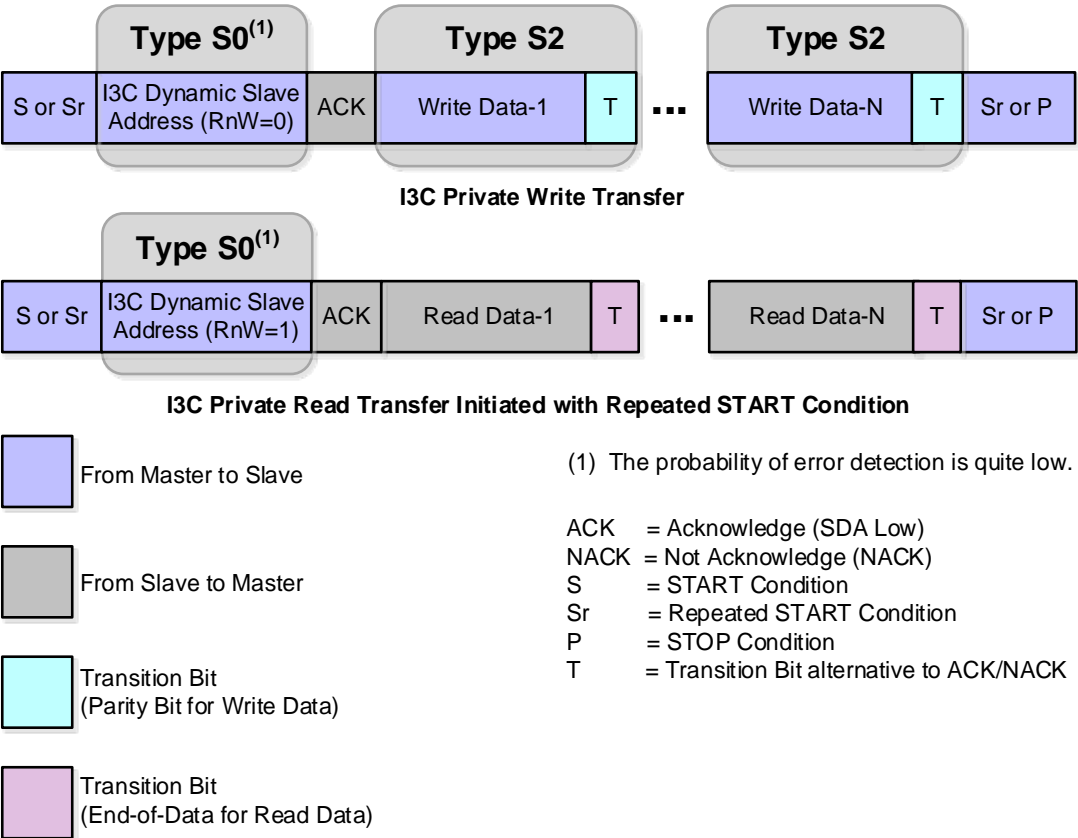 Type S0(1) Type S2 Type S2
S or Sr I3C Dynamic Slave Address (RnW=0) ACK Write Data-1 T ... Write Data-N T Sr or P
I3C Private Write Transfer
Type S0(1)
S or Sr I3C Dynamic Slave Address (RnW=1) ACK Read Data-1 T ... Read Data-N T Sr or P
I3C Private Read Transfer Initiated with Repeated START Condition
From Master to Slave
From Slave to Master
Transition Bit
(Parity Bit for Write Data)
Transition Bit
(End-of-Data for Read Data)
(1) The probability of error detection is quite low.
ACK = Acknowledge (SDA Low)
NACK = Not Acknowledge (NACK)
S = START Condition
Sr = Repeated START Condition
P = STOP Condition
T = Transition Bit alternative to ACK/NACK